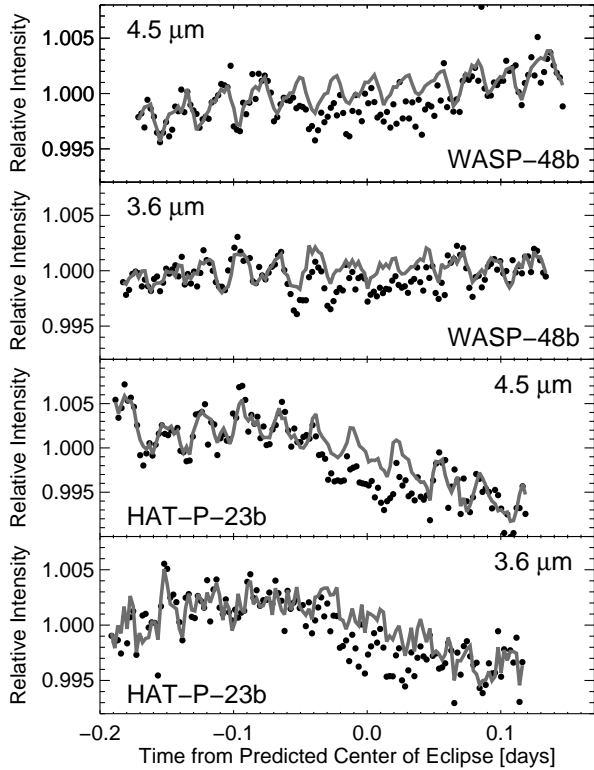 Relative Intensity
1.005
1.000
0.995
4.5 μm
WASP−48b
Relative Intensity
1.005
1.000
0.995
3.6 μm
WASP−48b
Relative Intensity
1.005
1.000
0.995
4.5 μm
HAT−P−23b
Relative Intensity
1.005
1.000
0.995
3.6 μm
HAT−P−23b
−0.2 −0.1 0.0 0.1
Time from Predicted Center of Eclipse [days]